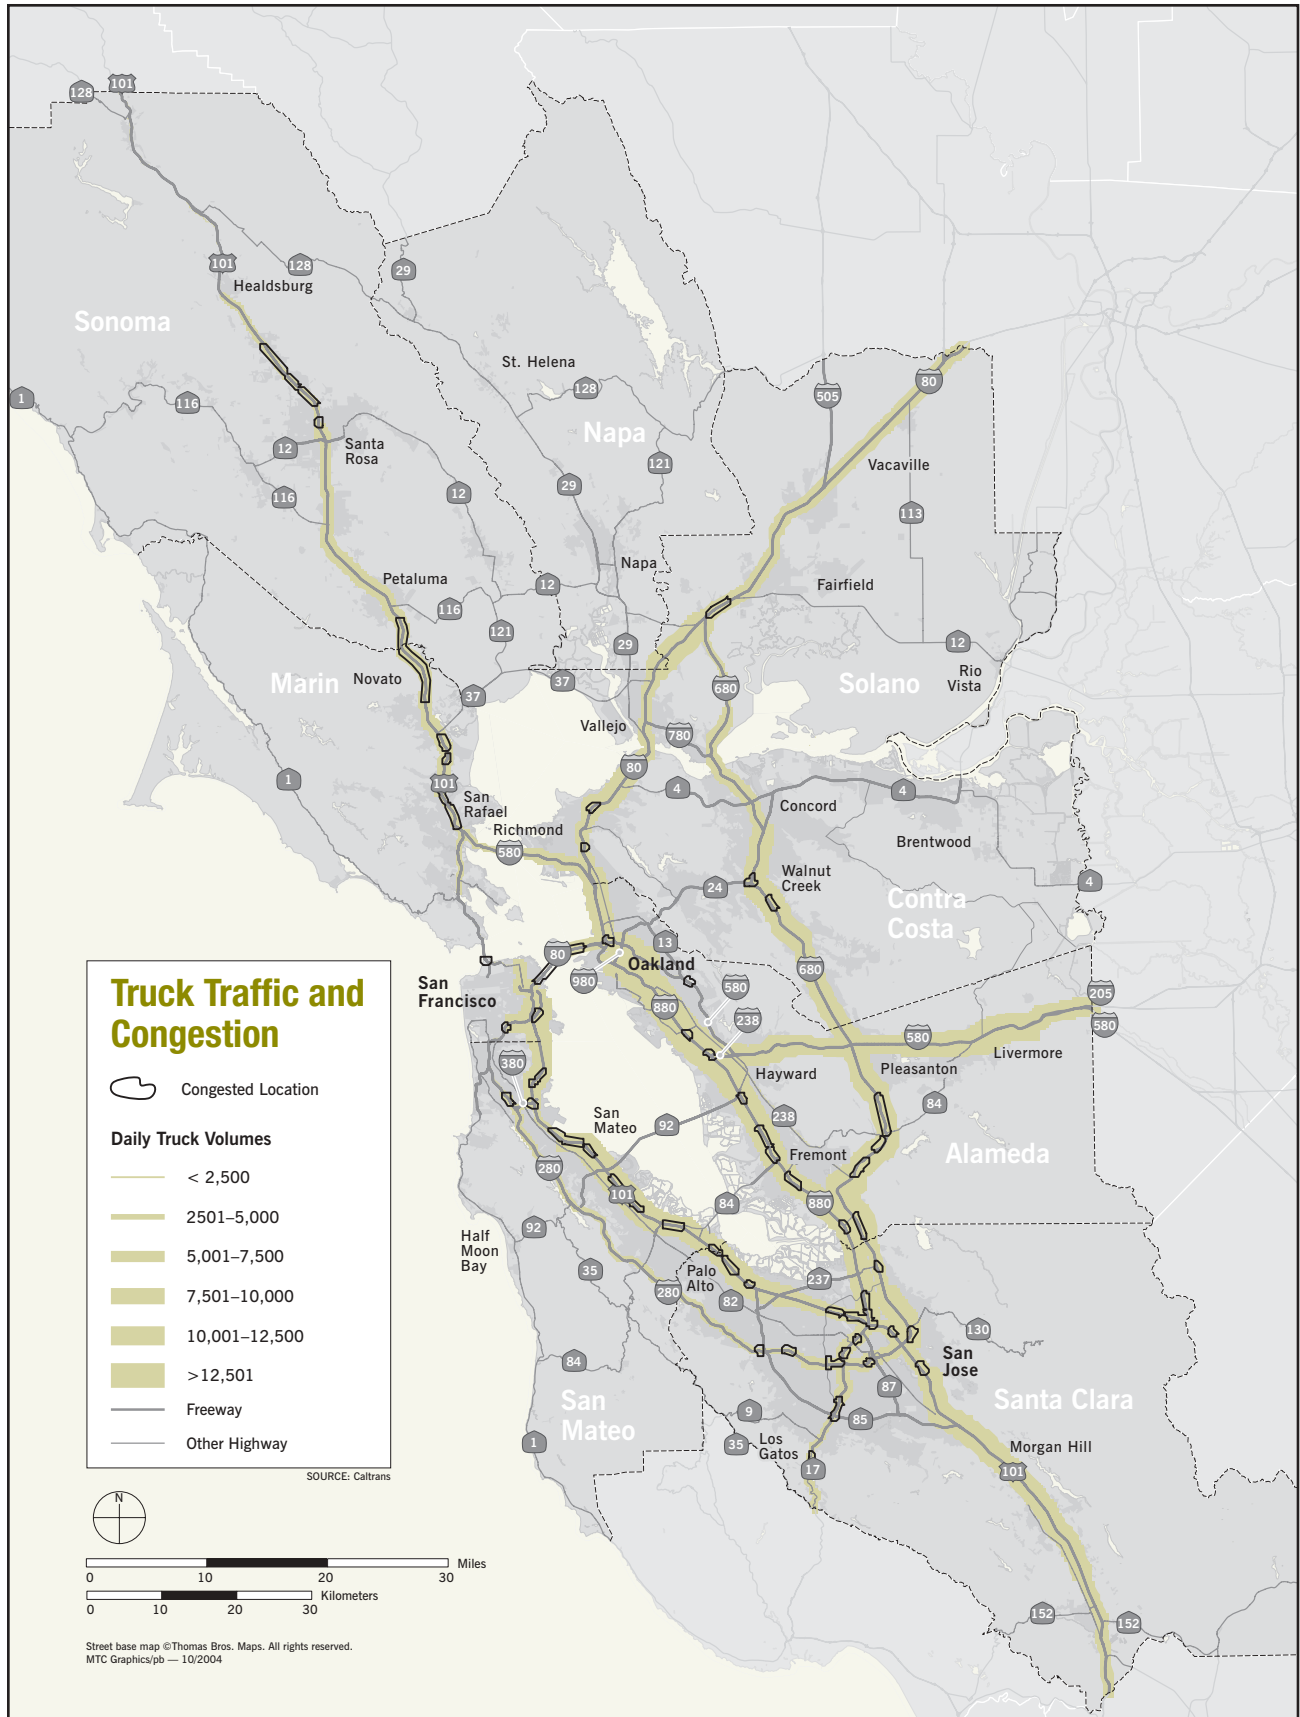 101
128
101
Healdsburg
128
29
Sonoma
St. Helena
128
505
80
1
116
Napa
Santa
Rosa
12
121
Vacaville
116
12
29
113
Napa
Petaluma
12
Fairfield
116
121
29
12
Marin
Novato
37
37
680
Solano
Rio
Vista
Vallejo
780
80
1
101
4
4
San
Rafael
Concord
Richmond
Brentwood
580
Walnut
Creek
24
4
Contra
Costa
13
80
Oakland
680
San
Francisco
980
580
205
880
238
580
580
Livermore
380
Hayward
Pleasanton
84
San
Mateo
92
238
Fremont
Alameda
280
101
84
880
92
Half
Moon
Bay
35
Palo
Alto
237
280
82
130
San
Jose
84
87
San
Mateo
9
85
Santa Clara
1
35
Los
Gatos
Morgan Hill
17
101
152
152
Truck Traffic and
Congestion
Congested Location
Daily Truck Volumes
< 2,500
2501–5,000
5,001–7,500
7,501–10,000
10,001–12,500
>12,501
Freeway
Other Highway
SOURCE: Caltrans
N
Miles
0 10 20 30
Kilometers
0 10 20 30
Street base map ©Thomas Bros. Maps. All rights reserved.
MTC Graphics/pb — 10/2004